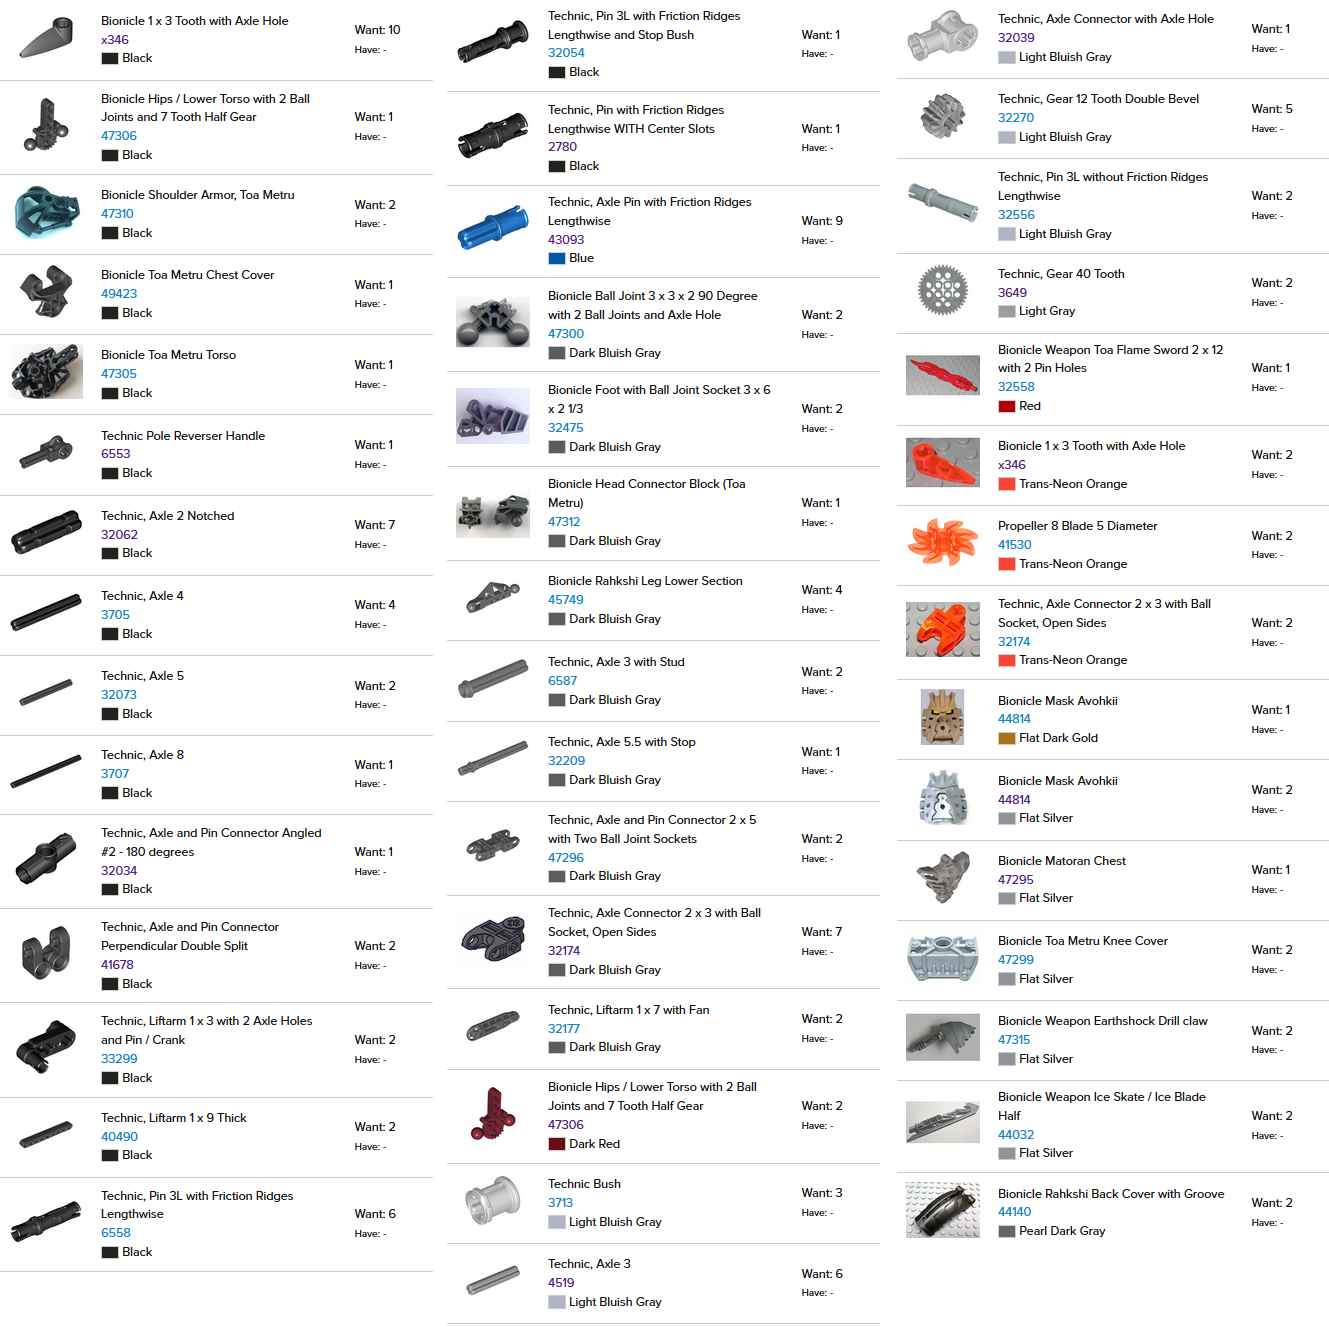 Bionicle 1 x 3 Tooth with Axle Hole
x346
Black
Want: 10
Have: -
Bionicle Hips / Lower Torso with 2 Ball
Joints and 7 Tooth Half Gear
47306
Black
Want: 1
Have: -
Bionicle Shoulder Armor, Toa Metru
47310
Black
Want: 2
Have: -
Bionicle Toa Metru Chest Cover
49423
Black
Want: 1
Have: -
Bionicle Toa Metru Torso
47305
Black
Want: 1
Have: -
Technic Pole Reverser Handle
6553
Black
Want: 1
Have: -
Technic, Axle 2 Notched
32062
Black
Want: 7
Have: -
Technic, Axle 4
3705
Black
Want: 4
Have: -
Technic, Axle 5
32073
Black
Want: 2
Have: -
Technic, Axle 8
3707
Black
Want: 1
Have: -
Technic, Axle and Pin Connector Angled
#2 - 180 degrees
32034
Black
Want: 1
Have: -
Technic, Axle and Pin Connector
Perpendicular Double Split
41678
Black
Want: 2
Have: -
Technic, Liftarm 1 x 3 with 2 Axle Holes
and Pin / Crank
33299
Black
Want: 2
Have: -
Technic, Liftarm 1 x 9 Thick
40490
Black
Want: 2
Have: -
Technic, Pin 3L with Friction Ridges
Lengthwise
6558
Black
Want: 6
Have: -
Technic, Pin 3L with Friction Ridges
Lengthwise and Stop Bush
32054
Black
Want: 1
Have: -
Technic, Pin with Friction Ridges
Lengthwise WITH Center Slots
2780
Black
Want: 1
Have: -
Technic, Axle Pin with Friction Ridges
Lengthwise
43093
Blue
Want: 9
Have: -
Bionicle Ball Joint 3 x 3 x 2 90 Degree
with 2 Ball Joints and Axle Hole
47300
Dark Bluish Gray
Want: 2
Have: -
Bionicle Foot with Ball Joint Socket 3 x 6
x 2 1/3
32475
Dark Bluish Gray
Want: 2
Have: -
Bionicle Head Connector Block (Toa
Metru)
47312
Dark Bluish Gray
Want: 1
Have: -
Bionicle Rahkshi Leg Lower Section
45749
Dark Bluish Gray
Want: 4
Have: -
Technic, Axle 3 with Stud
6587
Dark Bluish Gray
Want: 2
Have: -
Technic, Axle 5.5 with Stop
32209
Dark Bluish Gray
Want: 1
Have: -
Technic, Axle and Pin Connector 2 x 5
with Two Ball Joint Sockets
47296
Dark Bluish Gray
Want: 2
Have: -
Technic, Axle Connector 2 x 3 with Ball
Socket, Open Sides
32174
Dark Bluish Gray
Want: 7
Have: -
Technic, Liftarm 1 x 7 with Fan
32177
Dark Bluish Gray
Want: 2
Have: -
Bionicle Hips / Lower Torso with 2 Ball
Joints and 7 Tooth Half Gear
47306
Dark Red
Want: 2
Have: -
Technic Bush
3713
Light Bluish Gray
Want: 3
Have: -
Technic, Axle 3
4519
Light Bluish Gray
Want: 6
Have: -
Technic, Axle Connector with Axle Hole
32039
Light Bluish Gray
Want: 1
Have: -
Technic, Gear 12 Tooth Double Bevel
32270
Light Bluish Gray
Want: 5
Have: -
Technic, Pin 3L without Friction Ridges
Lengthwise
32556
Light Bluish Gray
Want: 2
Have: -
Technic, Gear 40 Tooth
3649
Light Gray
Want: 2
Have: -
Bionicle Weapon Toa Flame Sword 2 x 12
with 2 Pin Holes
32558
Red
Want: 1
Have: -
Bionicle 1 x 3 Tooth with Axle Hole
x346
Trans-Neon Orange
Want: 2
Have: -
Propeller 8 Blade 5 Diameter
41530
Trans-Neon Orange
Want: 2
Have: -
Technic, Axle Connector 2 x 3 with Ball
Socket, Open Sides
32174
Trans-Neon Orange
Want: 2
Have: -
Bionicle Mask Avohkii
44814
Flat Dark Gold
Want: 1
Have: -
Bionicle Mask Avohkii
44814
Flat Silver
Want: 2
Have: -
Bionicle Matoran Chest
47295
Flat Silver
Want: 1
Have: -
Bionicle Toa Metru Knee Cover
47299
Flat Silver
Want: 2
Have: -
Bionicle Weapon Earthshock Drill claw
47315
Flat Silver
Want: 2
Have: -
Bionicle Weapon Ice Skate / Ice Blade
Half
44032
Flat Silver
Want: 2
Have: -
Bionicle Rahkshi Back Cover with Groove
44140
Pearl Dark Gray
Want: 2
Have: -